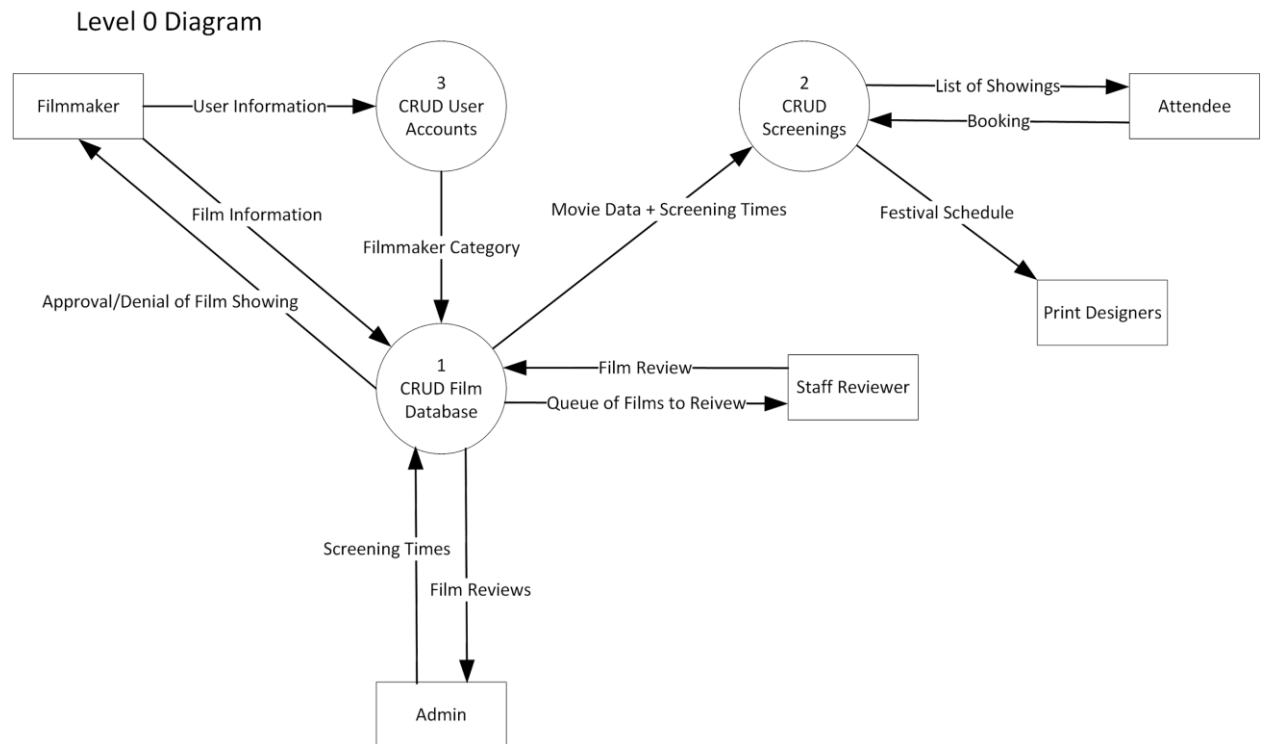 Level 0 Diagram
3
CRUD User
Accounts
2
CRUD
Screenings
List of Showings
Filmmaker
User Information
Attendee
Booking
Film Information
Movie Data + Screening Times
Festival Schedule
Filmmaker Category
Approval/Denial of Film Showing
Print Designers
1
CRUD Film
Database
Film Review
Staff Reviewer
Queue of Films to Reivew
Screening Times
Film Reviews
Admin